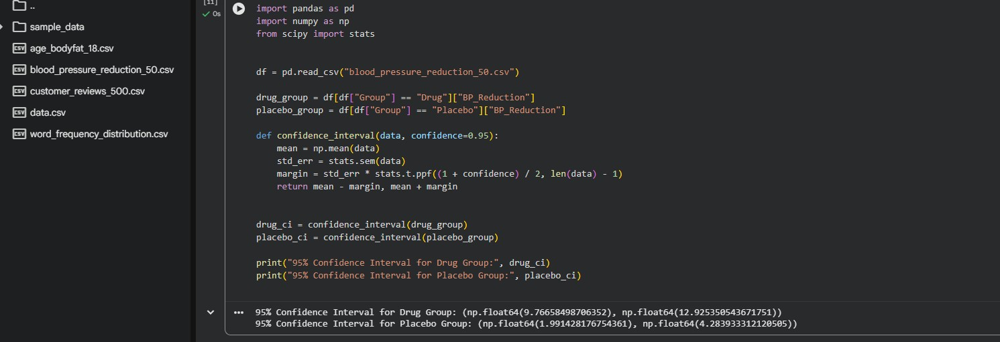 ..
sample_data
age_bodyfat_18.csv
blood_pressure_reduction_50.csv
customer_reviews_500.csv
data.csv
word_frequency_distribution.csv
[11]
0s
import pandas as pd
import numpy as np
from scipy import stats
df = pd.read_csv("blood_pressure_reduction_50.csv")
drug_group = df[df["Group"] == "Drug"]["BP_Reduction"]
placebo_group = df[df["Group"] == "Placebo"]["BP_Reduction"]
def confidence_interval(data, confidence=0.95):
    mean = np.mean(data)
    std_err = stats.sem(data)
    margin = std_err * stats.t.ppf((1 + confidence) / 2, len(data) - 1)
    return mean - margin, mean + margin
drug_ci = confidence_interval(drug_group)
placebo_ci = confidence_interval(placebo_group)
print("95% Confidence Interval for Drug Group:", drug_ci)
print("95% Confidence Interval for Placebo Group:", placebo_ci)
95% Confidence Interval for Drug Group: (np.float64(9.76658498706352), np.float64(12.925350543671751))
95% Confidence Interval for Placebo Group: (np.float64(1.991428176754361), np.float64(4.283933312120505))